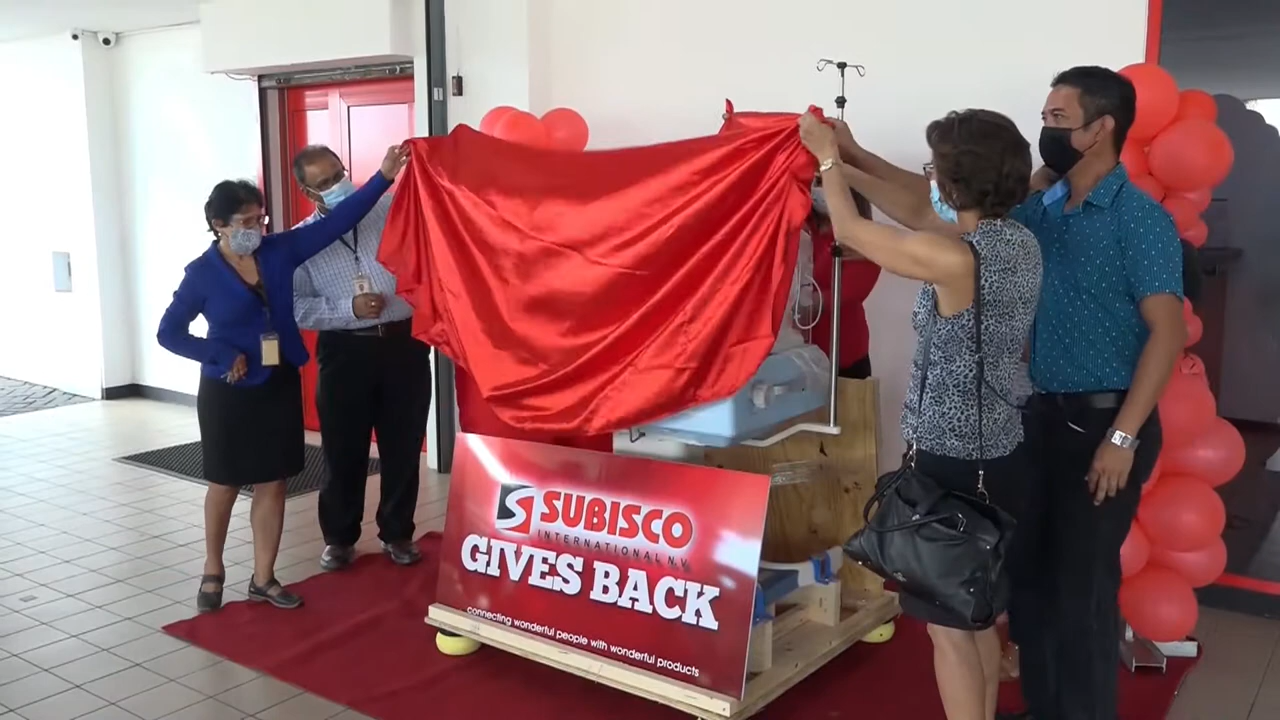 SUBISCO
INTERNATIONAL N.V.
GIVES BACK
connecting wonderful people with wonderful products